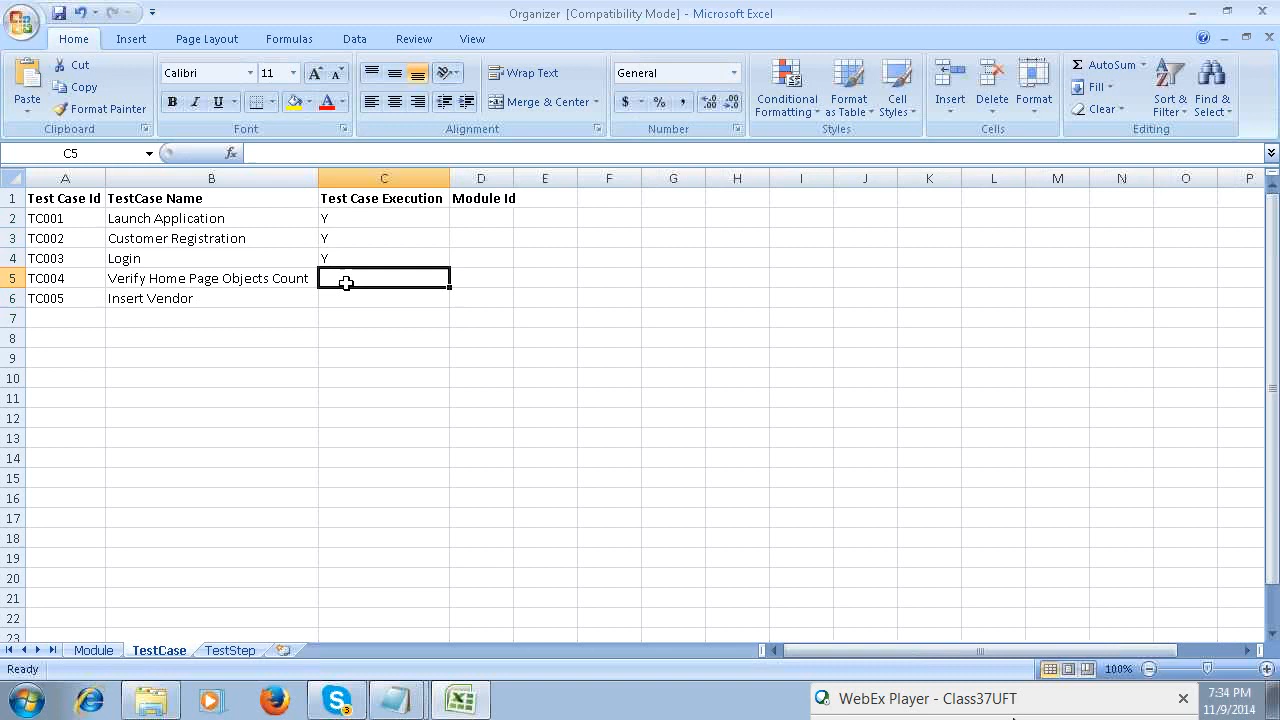 Organizer [Compatibility Mode] - Microsoft Excel
Home Insert Page Layout Formulas Data Review View
Paste Cut Copy Format Painter Clipboard
Calibri 11 B I U A A A Font
Wrap Text Merge & Center Alignment
General $ % , .0 .00 .00 .0 Number
Conditional Formatting Format as Table Cell Styles Styles
Insert Delete Format Cells
Σ AutoSum Fill Clear Sort & Filter Find & Select Editing
C5 fx
A B C D E F G H I J K L M N O P
1 Test Case Id TestCase Name Test Case Execution Module Id
2 TC001 Launch Application Y
3 TC002 Customer Registration Y
4 TC003 Login Y
5 TC004 Verify Home Page Objects Count
6 TC005 Insert Vendor
7
8
9
10
11
12
13
14
15
16
17
18
19
20
21
22
23
Module TestCase TestStep
Ready 100%
S 3 WebEx Player - Class37UFT 7:34 PM
11/9/2014